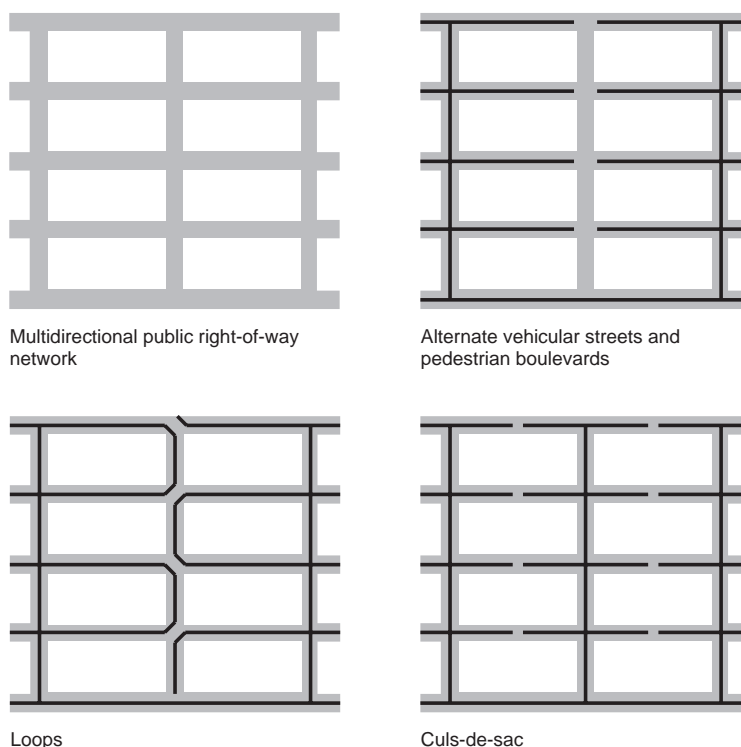 Multidirectional public right-of-way
network
Alternate vehicular streets and
pedestrian boulevards
Loops
Culs-de-sac